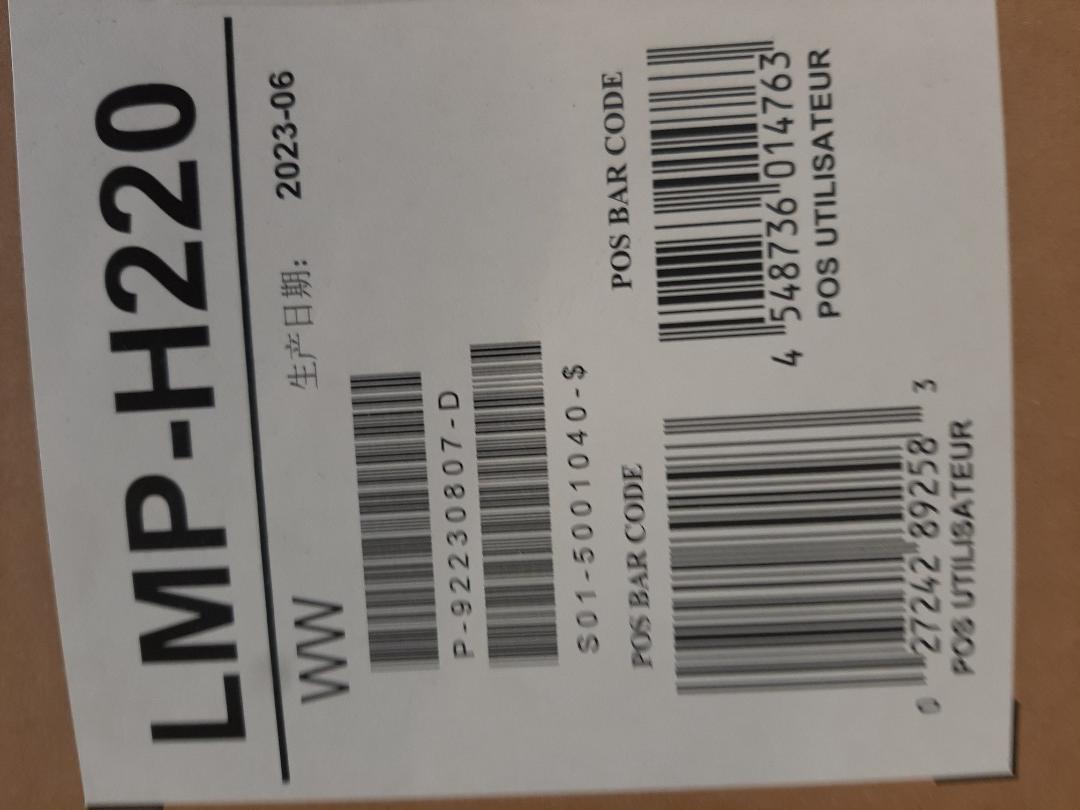 LMP-H220
WW
生产日期: 2023-06
P-92230807-D
S01-5001040-$
POS BAR CODE
0 27242 89258 3
POS UTILISATEUR
POS BAR CODE
4 548736 014763
POS UTILISATEUR